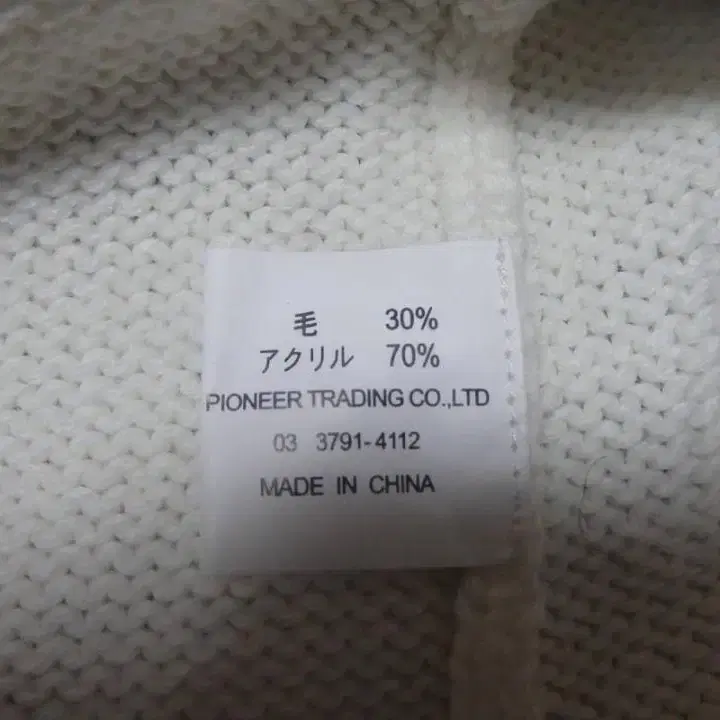 毛 30%
アクリル 70%
PIONEER TRADING CO.,LTD
03 3791-4112
MADE IN CHINA